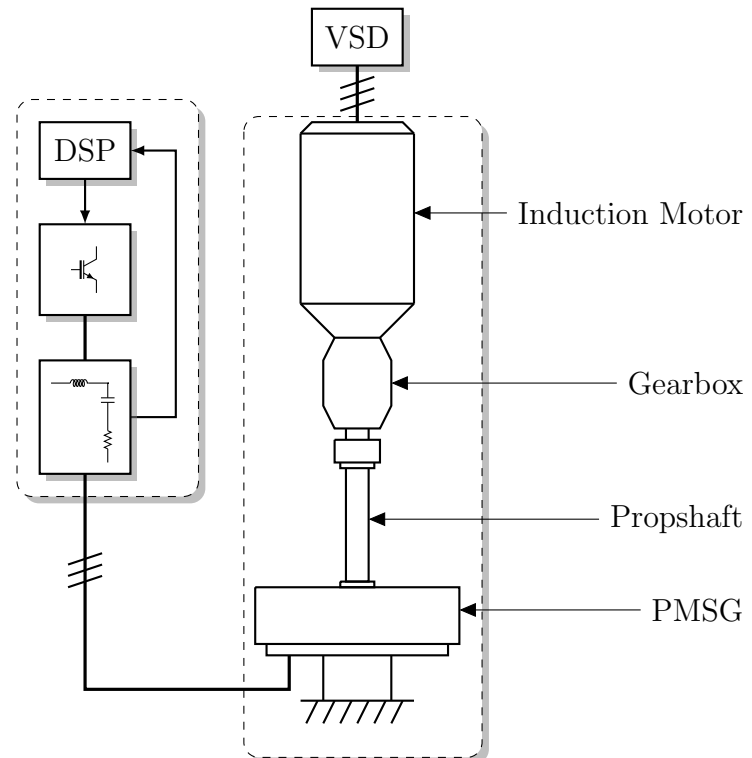 VSD
DSP
Induction Motor
Gearbox
Propshaft
PMSG